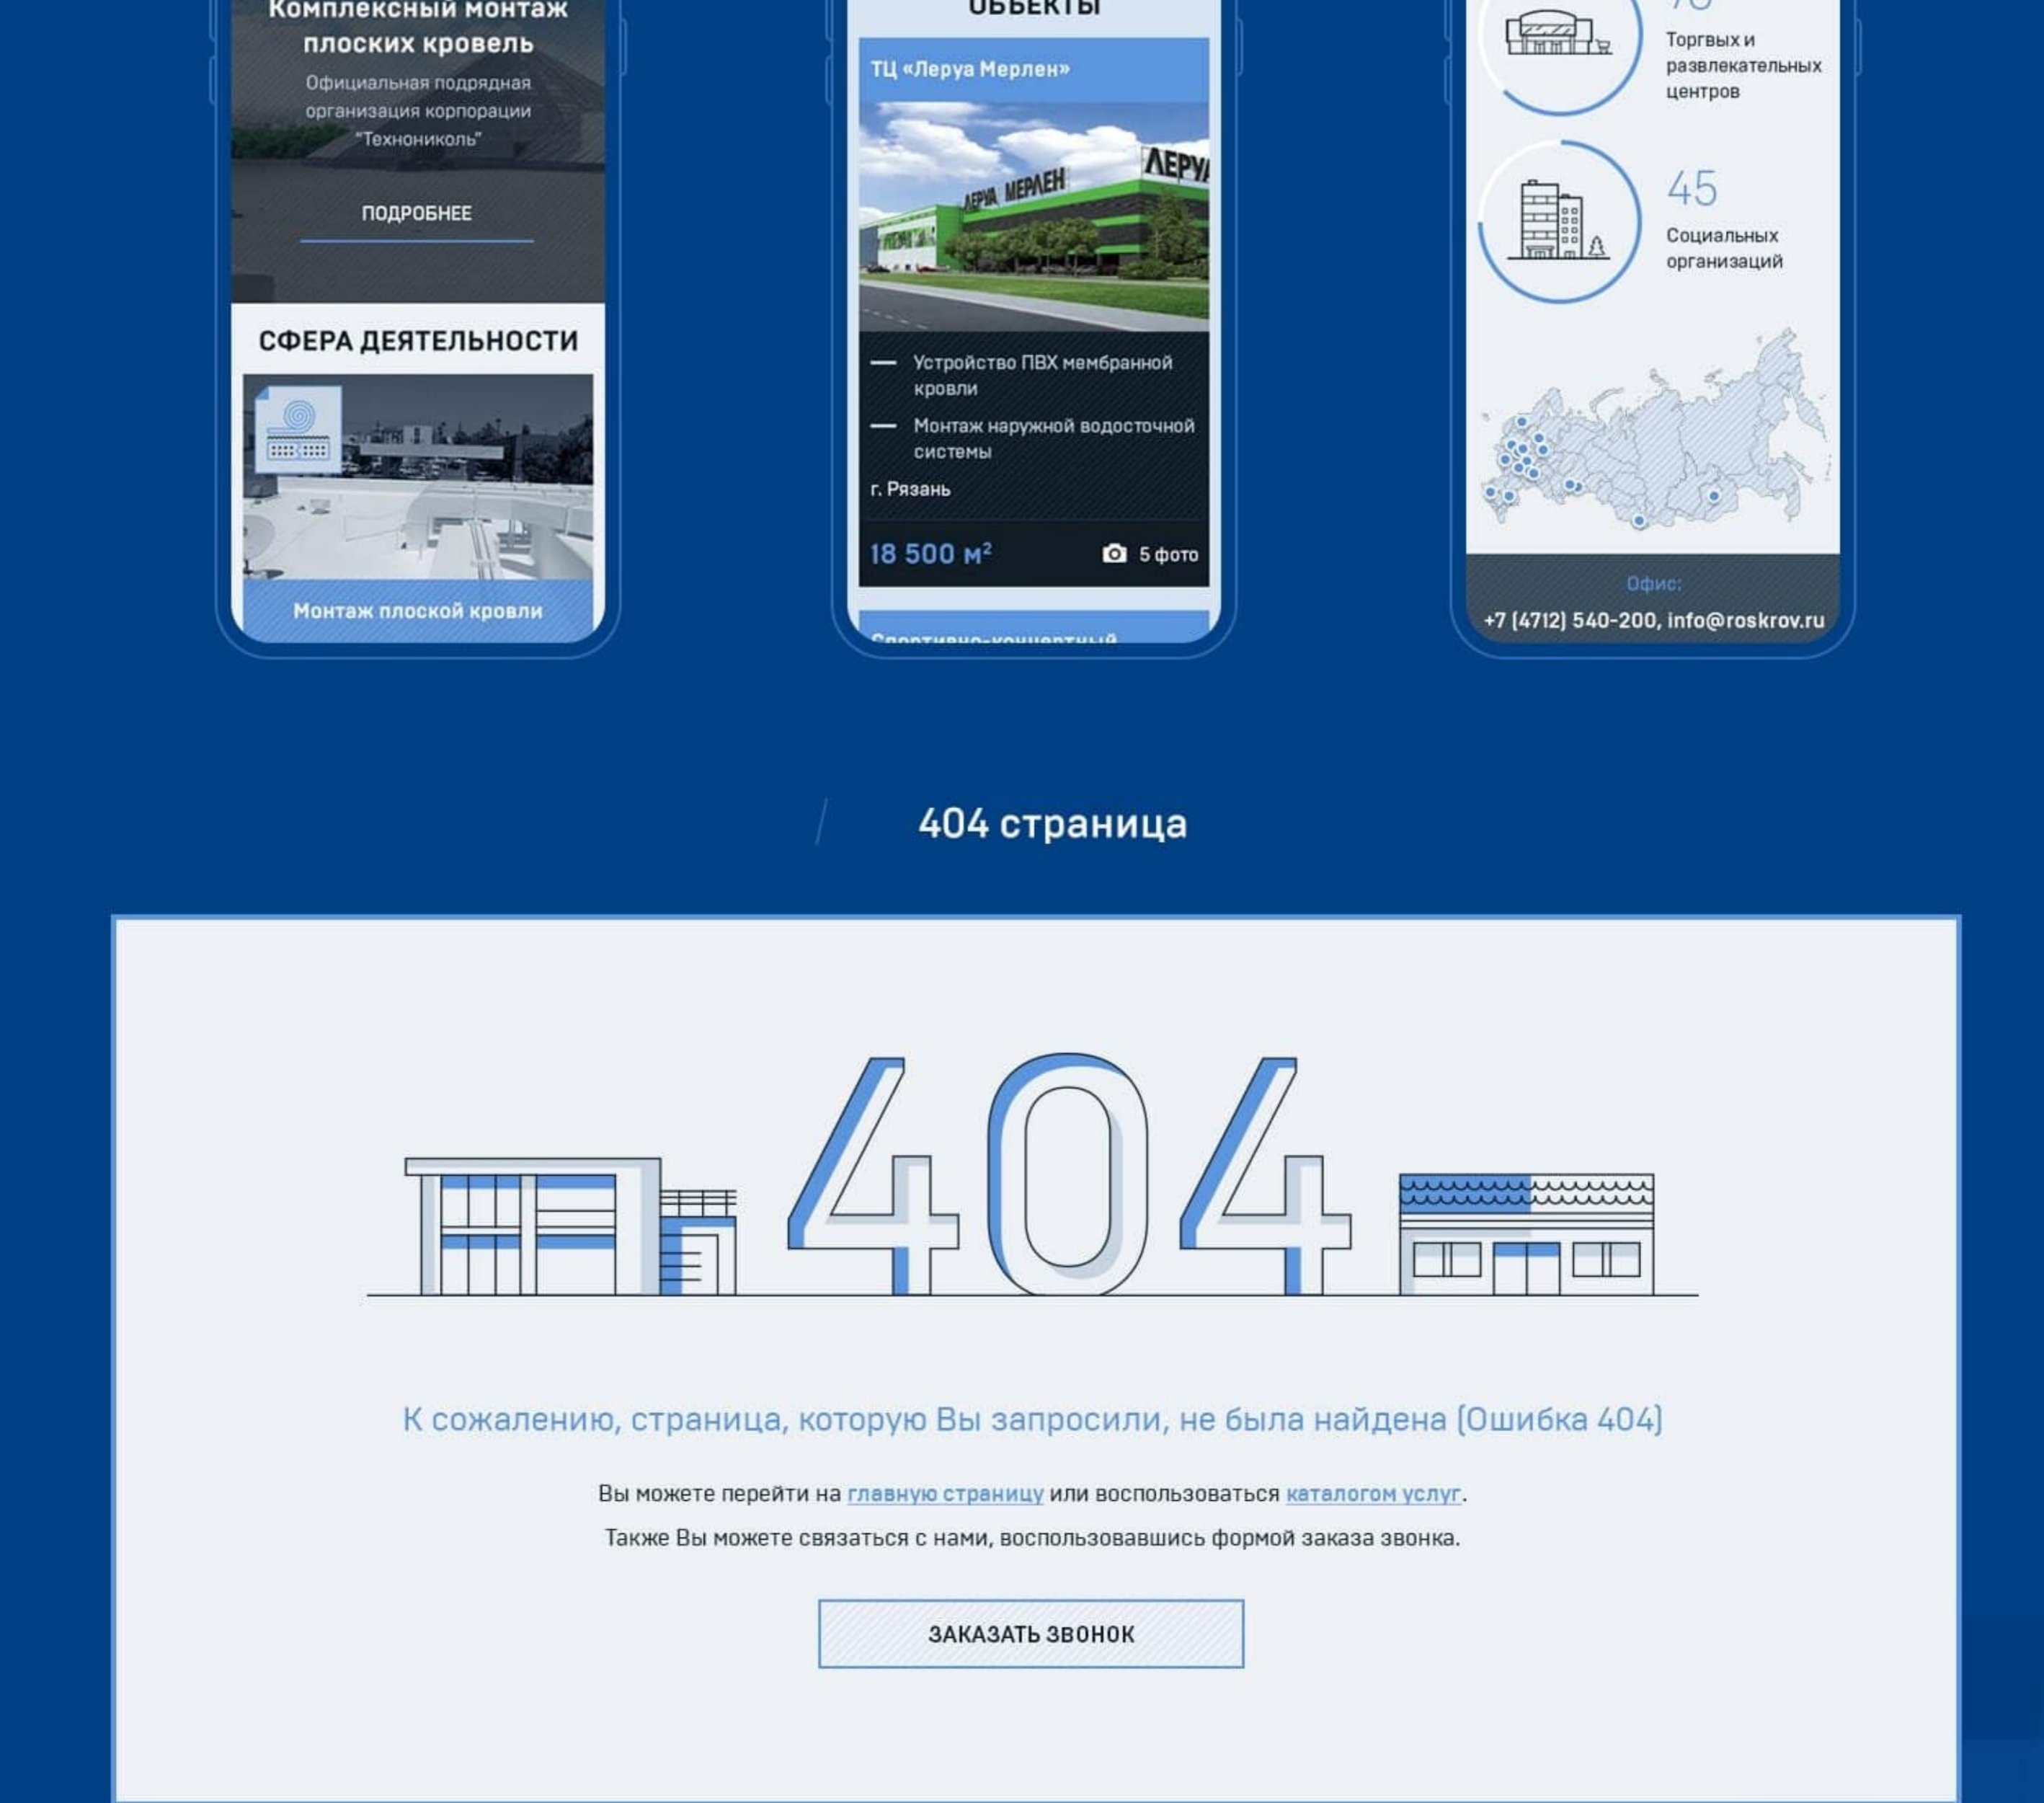 Комплексный монтаж
плоских кровель
Официальная подрядная
организация корпорации
"Технониколь"
ПОДРОБНЕЕ
СФЕРА ДЕЯТЕЛЬНОСТИ
Монтаж плоской кровли
ОБЪЕКТЫ
ТЦ «Леруа Мерлен»
ЛЕРУА МЕРЛЕН
ЛЕРУ
— Устройство ПВХ мембранной
кровли
— Монтаж наружной водосточной
системы
г. Рязань
18 500 м²
5 фото
Спортивно-концертный
Торгвых и
развлекательных
центров
45
Социальных
организаций
Офис:
+7 (4712) 540-200, info@roskrov.ru
404 страница
404
К сожалению, страница, которую Вы запросили, не была найдена (Ошибка 404)
Вы можете перейти на главную страницу или воспользоваться каталогом услуг.
Также Вы можете связаться с нами, воспользовавшись формой заказа звонка.
ЗАКАЗАТЬ ЗВОНОК